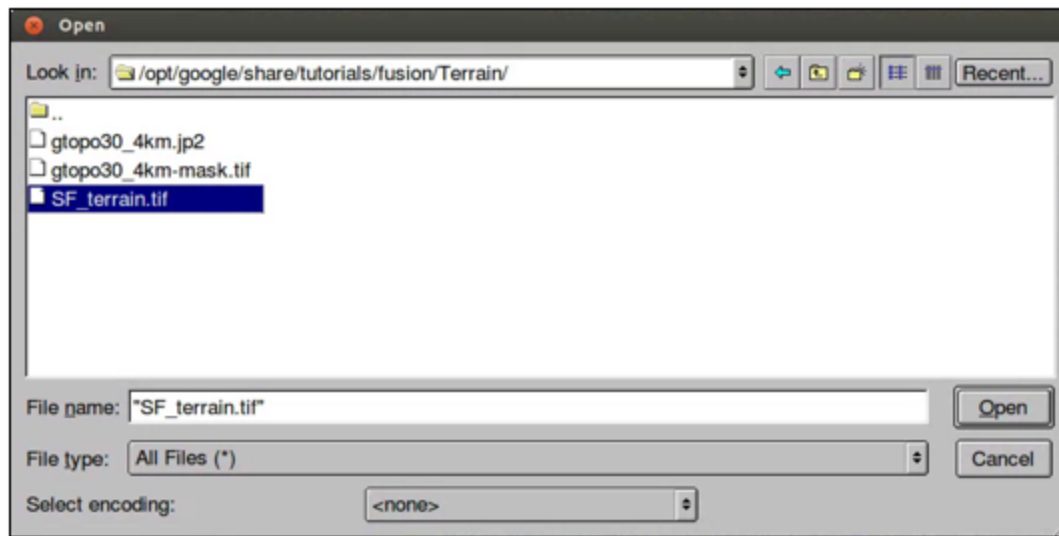 Open
Look in: /opt/google/share/tutorials/fusion/Terrain/ Recent...
..
gtopo30_4km.jp2
gtopo30_4km-mask.tif
SF_terrain.tif
File name: "SF_terrain.tif" Open
File type: All Files (*) Cancel
Select encoding: <none>